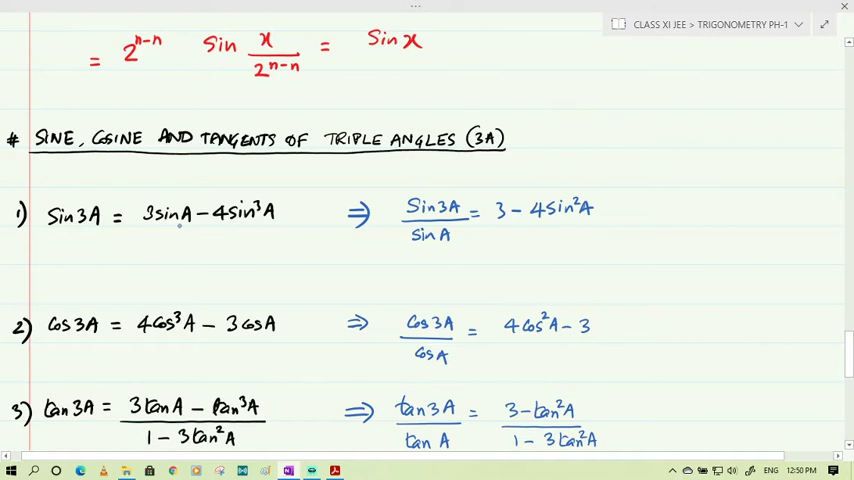 CLASS XI JEE > TRIGONOMETRY PH-1
= 2^{n-n} sin x/2^{n-n} = sin x
# SINE, COSINE AND TANGENTS OF TRIPLE ANGLES (3A)
1) Sin3A = 3sinA - 4sin³A ⇒ Sin3A/sinA = 3 - 4sin²A
2) Cos3A = 4cos³A - 3cosA ⇒ Cos3A/cosA = 4cos²A - 3
3) tan3A = 3tanA - tan³A/1 - 3tan²A ⇒ tan3A/tanA = 3 - tan²A/1 - 3tan²A
ENG 12:50 PM